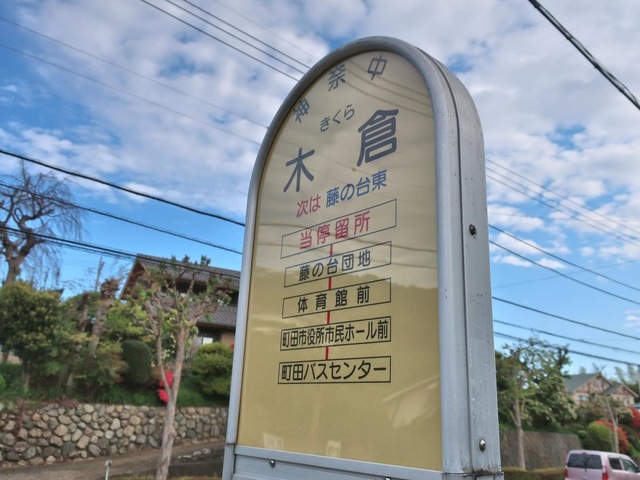 神奈中
きくら
木倉
次は 藤の台東
当停留所
藤の台団地
体育館前
町田市役所市民ホール前
町田バスセンター